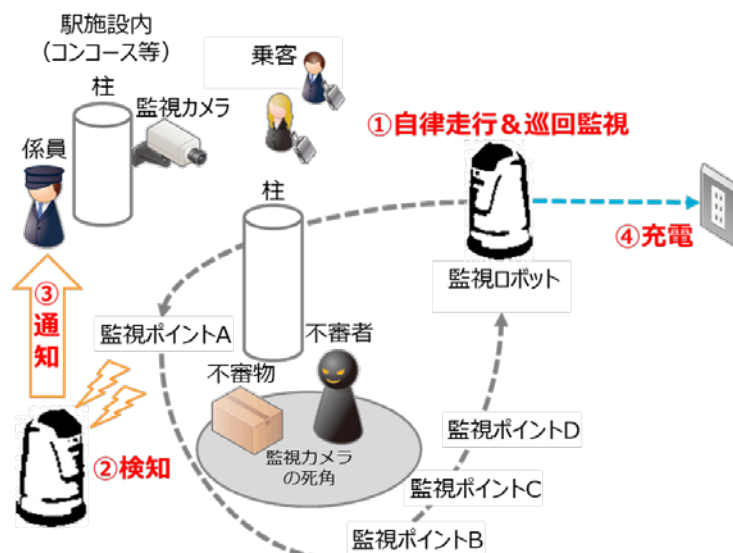 駅施設内
（コンコース等）
乗客
柱
監視カメラ
①自律走行＆巡回監視
係員
柱
④充電
監視ロボット
③
通知
監視ポイントA
不審者
不審物
監視ポイントD
②検知
監視カメラ
の死角
監視ポイントC
監視ポイントB